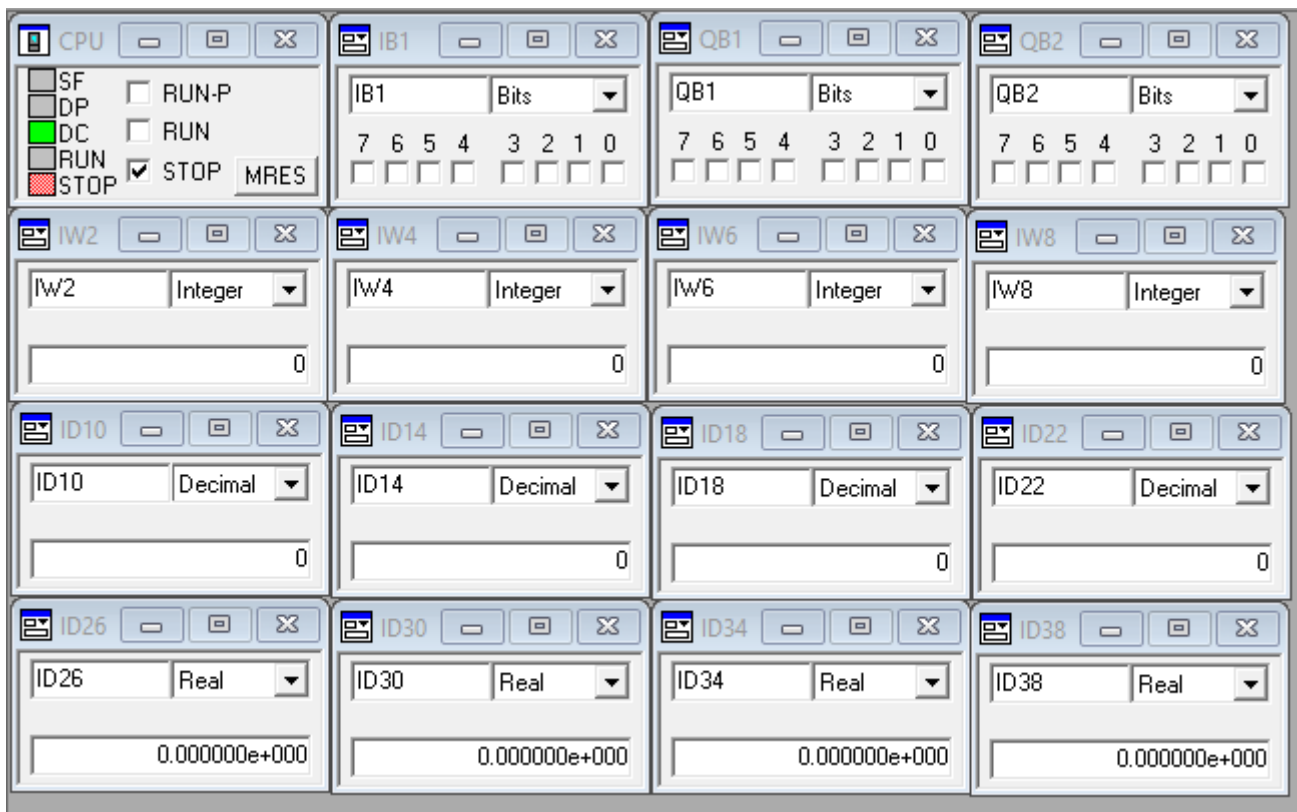 CPU
SF
DP
DC
RUN
STOP
RUN-P
RUN
STOP
MRES
IB1
IB1 Bits
7 6 5 4 3 2 1 0
QB1
QB1 Bits
7 6 5 4 3 2 1 0
QB2
QB2 Bits
7 6 5 4 3 2 1 0
IW2
IW2 Integer
0
IW4
IW4 Integer
0
IW6
IW6 Integer
0
IW8
IW8 Integer
0
ID10
ID10 Decimal
0
ID14
ID14 Decimal
0
ID18
ID18 Decimal
0
ID22
ID22 Decimal
0
ID26
ID26 Real
0.000000e+000
ID30
ID30 Real
0.000000e+000
ID34
ID34 Real
0.000000e+000
ID38
ID38 Real
0.000000e+000